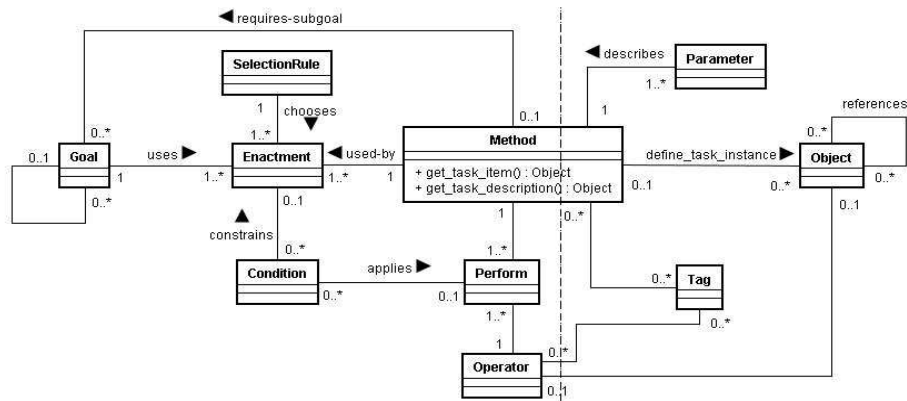 requires-subgoal
SelectionRule
describes
Parameter
1
chooses
1..*
1
references
0..*
1..*
0..1
Method
0..*
0..1
Goal
uses
Enactment
used-by
define_task_instance
Object
1
1..*
1..*
1
+ get_task_item() : Object
+ get_task_description() : Object
0..1
0..*
0..*
0..*
0..1
1
0..*
0..1
constrains
0..*
1..*
Condition
applies
Perform
0..*
Tag
0..*
0..1
1..*
0..*
1
0..*
Operator
0..1